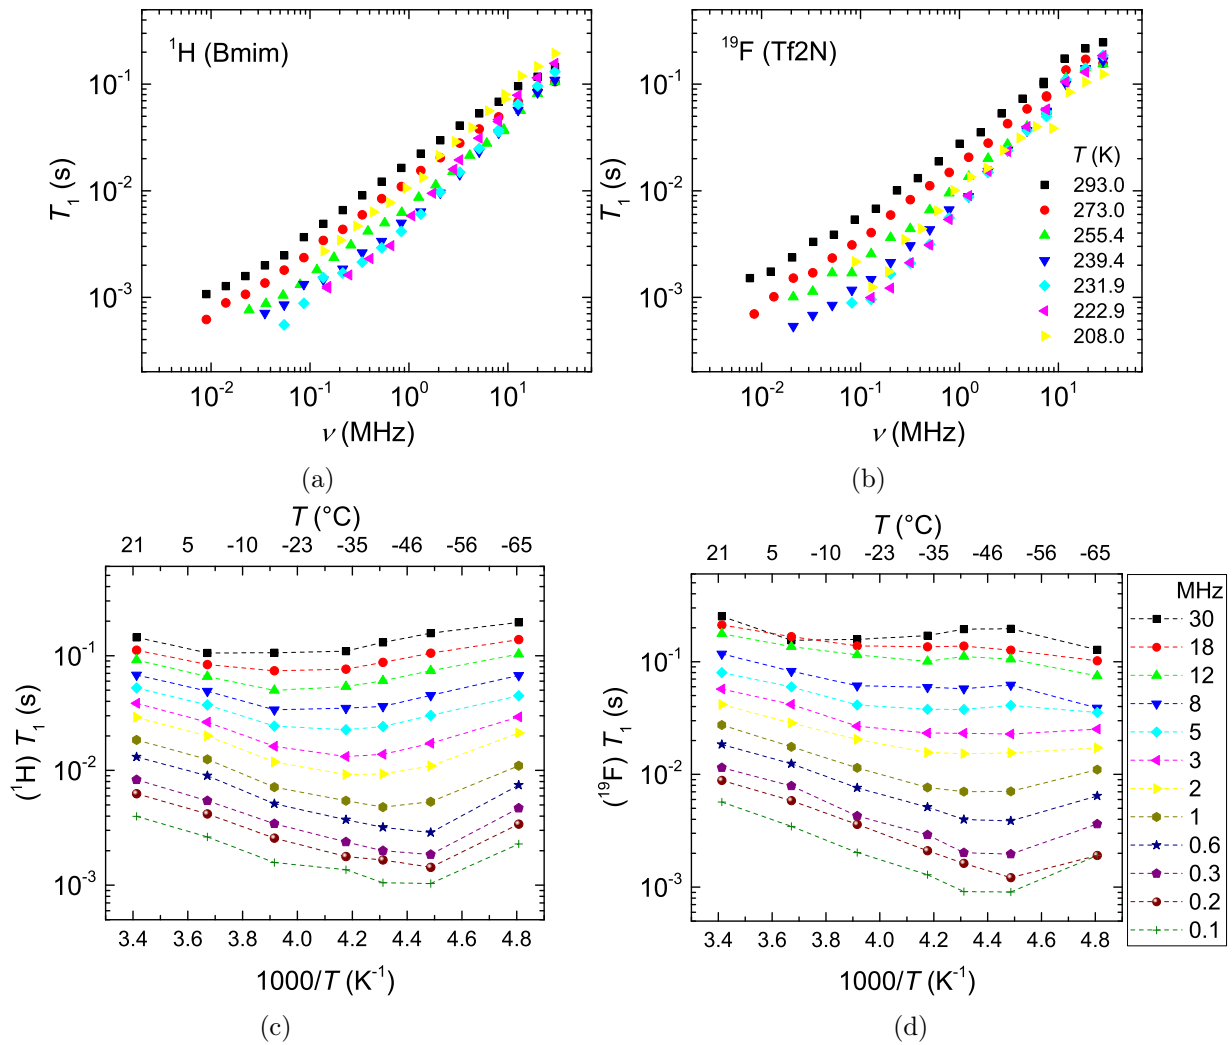 ¹H (Bmim)
10⁻¹
10⁻²
10⁻³
T₁ (s)
10⁻² 10⁻¹ 10⁰ 10¹
ν (MHz)
(a)
¹⁹F (Tf2N)
10⁻¹
10⁻²
10⁻³
T₁ (s)
T (K)
293.0
273.0
255.4
239.4
231.9
222.9
208.0
10⁻² 10⁻¹ 10⁰ 10¹
ν (MHz)
(b)
T (°C)
21 5 -10 -23 -35 -46 -56 -65
10⁻¹
10⁻²
10⁻³
(¹H) T₁ (s)
3.4 3.6 3.8 4.0 4.2 4.4 4.6 4.8
1000/T (K⁻¹)
(c)
T (°C)
21 5 -10 -23 -35 -46 -56 -65
10⁻¹
10⁻²
10⁻³
(¹⁹F) T₁ (s)
3.4 3.6 3.8 4.0 4.2 4.4 4.6 4.8
1000/T (K⁻¹)
(d)
MHz
30
18
12
8
5
3
2
1
0.6
0.3
0.2
0.1